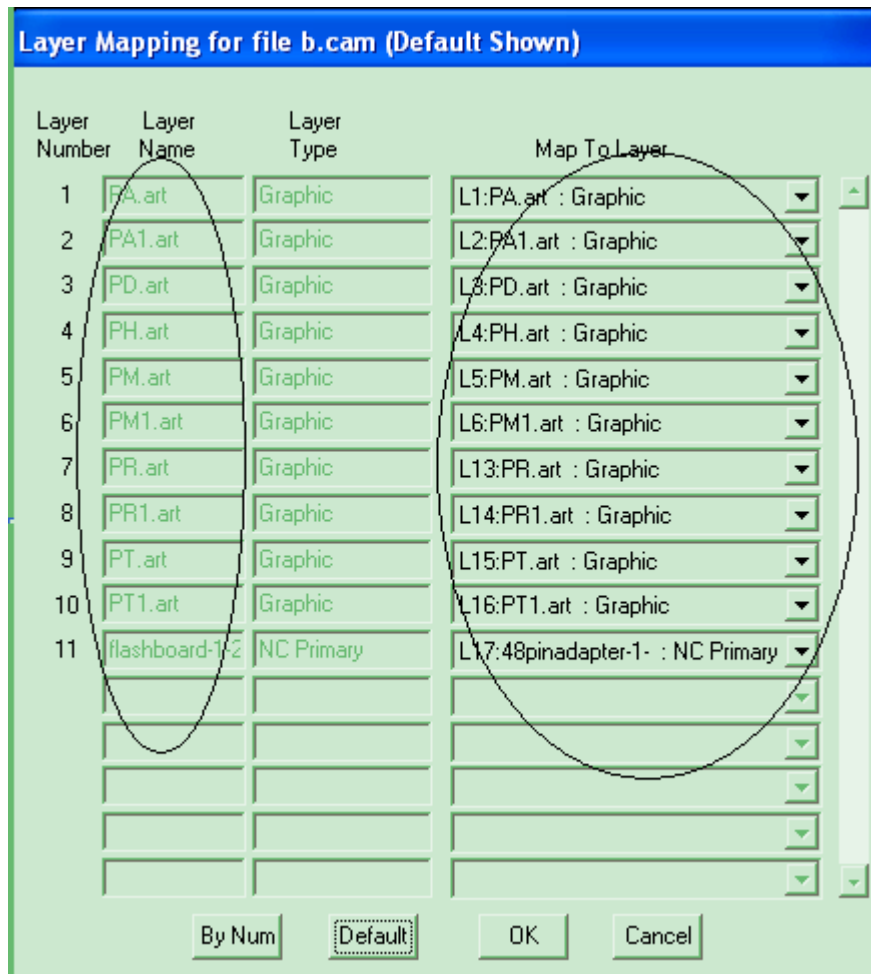 Layer Mapping for file b.cam (Default Shown)
Layer Number Layer Name Layer Type Map To Layer
1 PA.art Graphic L1:PA.art : Graphic
2 PA1.art Graphic L2:PA1.art : Graphic
3 PD.art Graphic L3:PD.art : Graphic
4 PH.art Graphic L4:PH.art : Graphic
5 PM.art Graphic L5:PM.art : Graphic
6 PM1.art Graphic L6:PM1.art : Graphic
7 PR.art Graphic L13:PR.art : Graphic
8 PR1.art Graphic L14:PR1.art : Graphic
9 PT.art Graphic L15:PT.art : Graphic
10 PT1.art Graphic L16:PT1.art : Graphic
11 flashboard-1-2 NC Primary L17:48pinadapter-1- : NC Primary
By Num Default OK Cancel